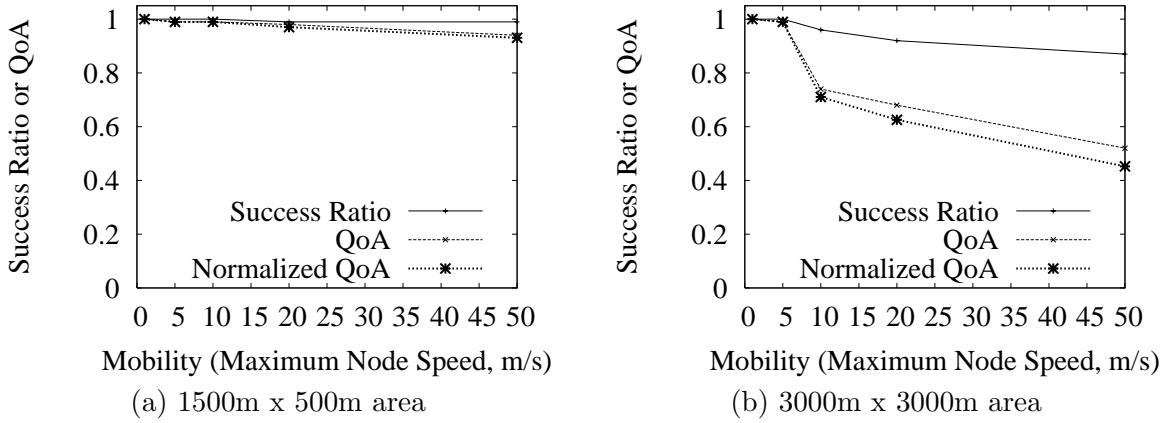 Success Ratio or QoA
1
0.8
0.6
0.4
0.2
0
Success Ratio
QoA
Normalized QoA
0 5 10 15 20 25 30 35 40 45 50
Mobility (Maximum Node Speed, m/s)
(a) 1500m x 500m area
Success Ratio or QoA
1
0.8
0.6
0.4
0.2
0
Success Ratio
QoA
Normalized QoA
0 5 10 15 20 25 30 35 40 45 50
Mobility (Maximum Node Speed, m/s)
(b) 3000m x 3000m area